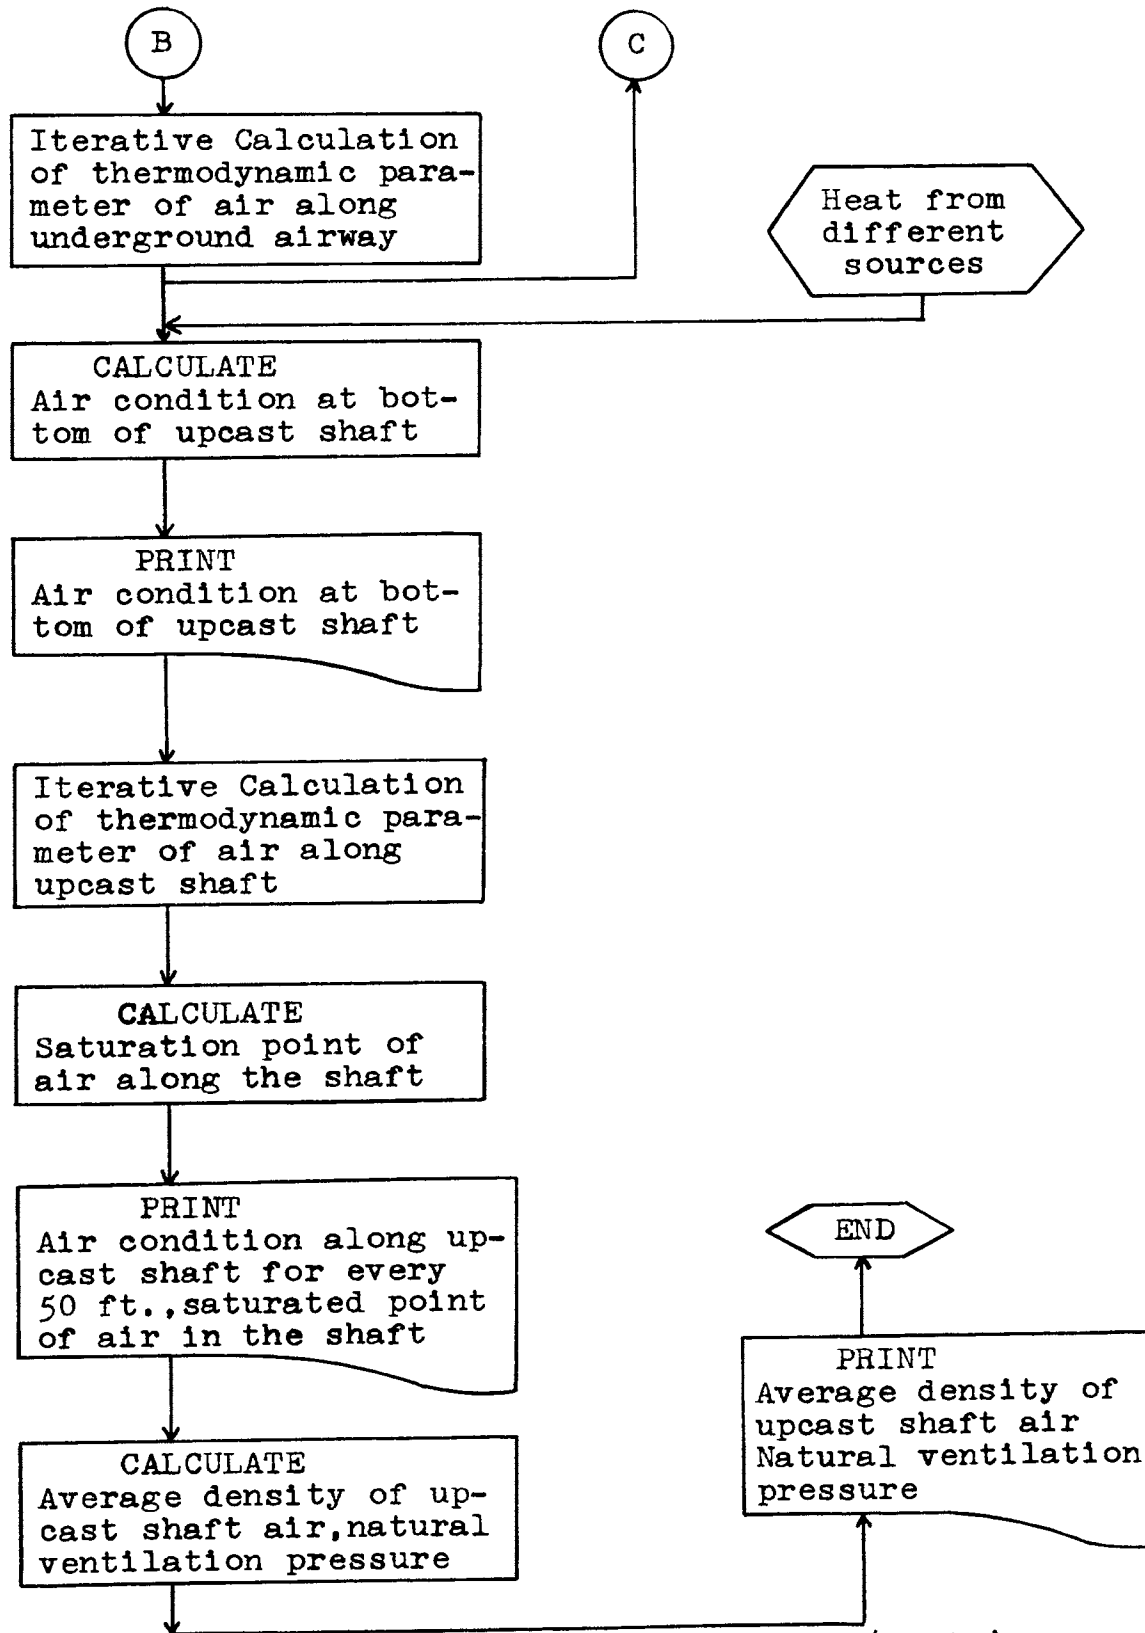 B
C
Iterative Calculation
of thermodynamic para-
meter of air along
underground airway
Heat from
different
sources
CALCULATE
Air condition at bot-
tom of upcast shaft
PRINT
Air condition at bot-
tom of upcast shaft
Iterative Calculation
of thermodynamic para-
meter of air along
upcast shaft
CALCULATE
Saturation point of
air along the shaft
PRINT
Air condition along up-
cast shaft for every
50 ft.,saturated point
of air in the shaft
CALCULATE
Average density of up-
cast shaft air,natural
ventilation pressure
END
PRINT
Average density of
upcast shaft air
Natural ventilation
pressure